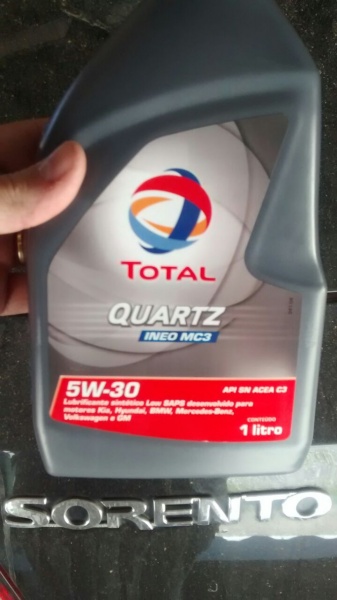 TOTAL
QUARTZ
INEO MC3
5W-30
API SN ACEA C3
Lubrificante sintético Low SAPS desenvolvido para
motores Kia, Hyundai, BMW, Mercedes-Benz,
Volkswagen e GM
CONTEÚDO
1 litro
SORENTO